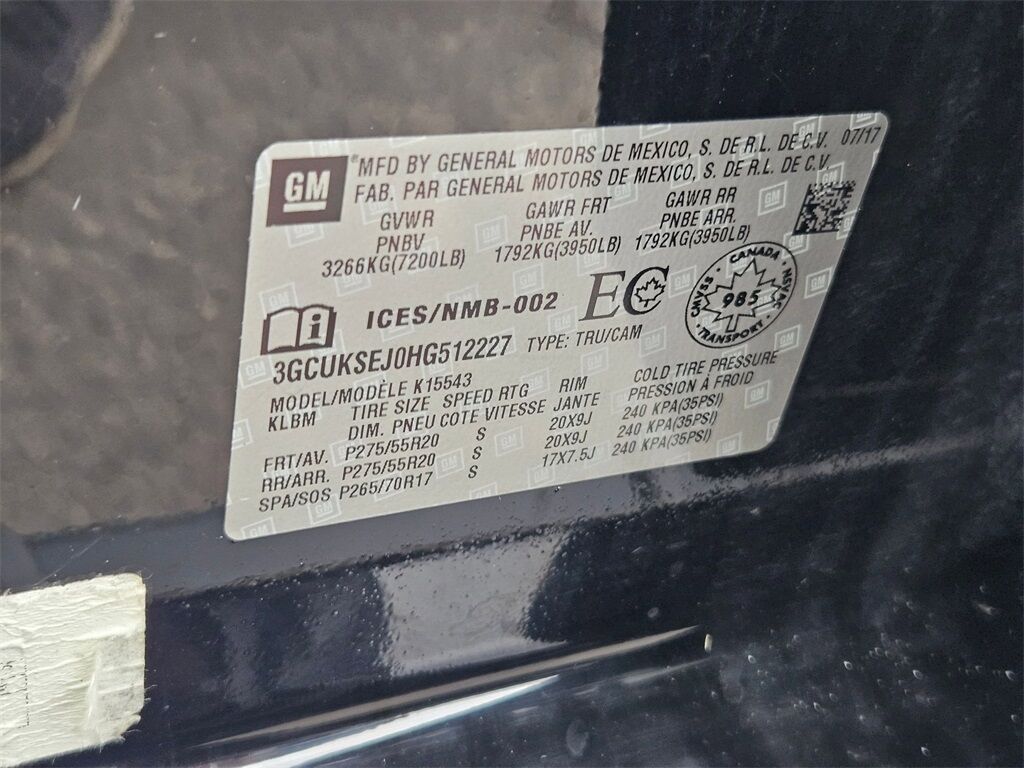 GM
®MFD BY GENERAL MOTORS DE MEXICO, S. DE R.L. DE C.V. 07/17
FAB. PAR GENERAL MOTORS DE MEXICO, S. DE R.L. DE C.V.
GVWR GAWR FRT GAWR RR
PNBV PNBE AV. PNBE ARR.
3266KG(7200LB) 1792KG(3950LB) 1792KG(3950LB)
i ICES/NMB-002 EC
CANADA
CMVSS 985 NSVAC
TRANSPORT
3GCUKSEJ0HG512227 TYPE: TRU/CAM
MODEL/MODÈLE K15543
KLBM TIRE SIZE SPEED RTG RIM COLD TIRE PRESSURE
DIM. PNEU COTE VITESSE JANTE PRESSION À FROID
FRT/AV. P275/55R20 S 20X9J 240 KPA(35PSI)
RR/ARR. P275/55R20 S 20X9J 240 KPA(35PSI)
SPA/SOS P265/70R17 S 17X7.5J 240 KPA(35PSI)